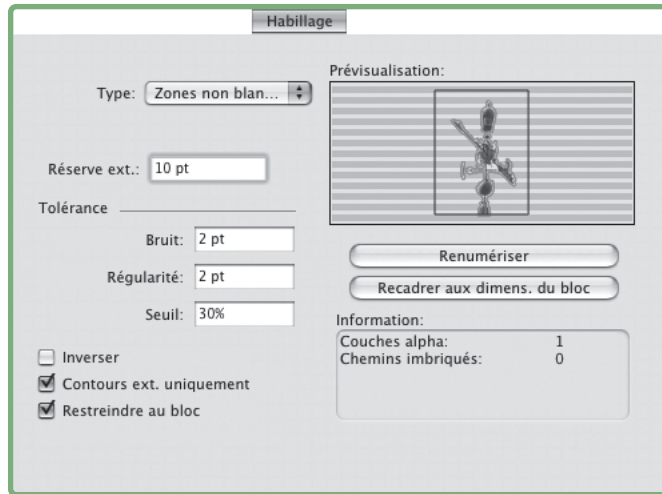 Habillage
Type: Zones non blan...
Réserve ext.: 10 pt
Tolérance
Bruit: 2 pt
Régularité: 2 pt
Seuil: 30%
Inverser
Contours ext. uniquement
Restreindre au bloc
Prévisualisation:
Renumériser
Recadrer aux dimens. du bloc
Information:
Couches alpha: 1
Chemins imbriqués: 0